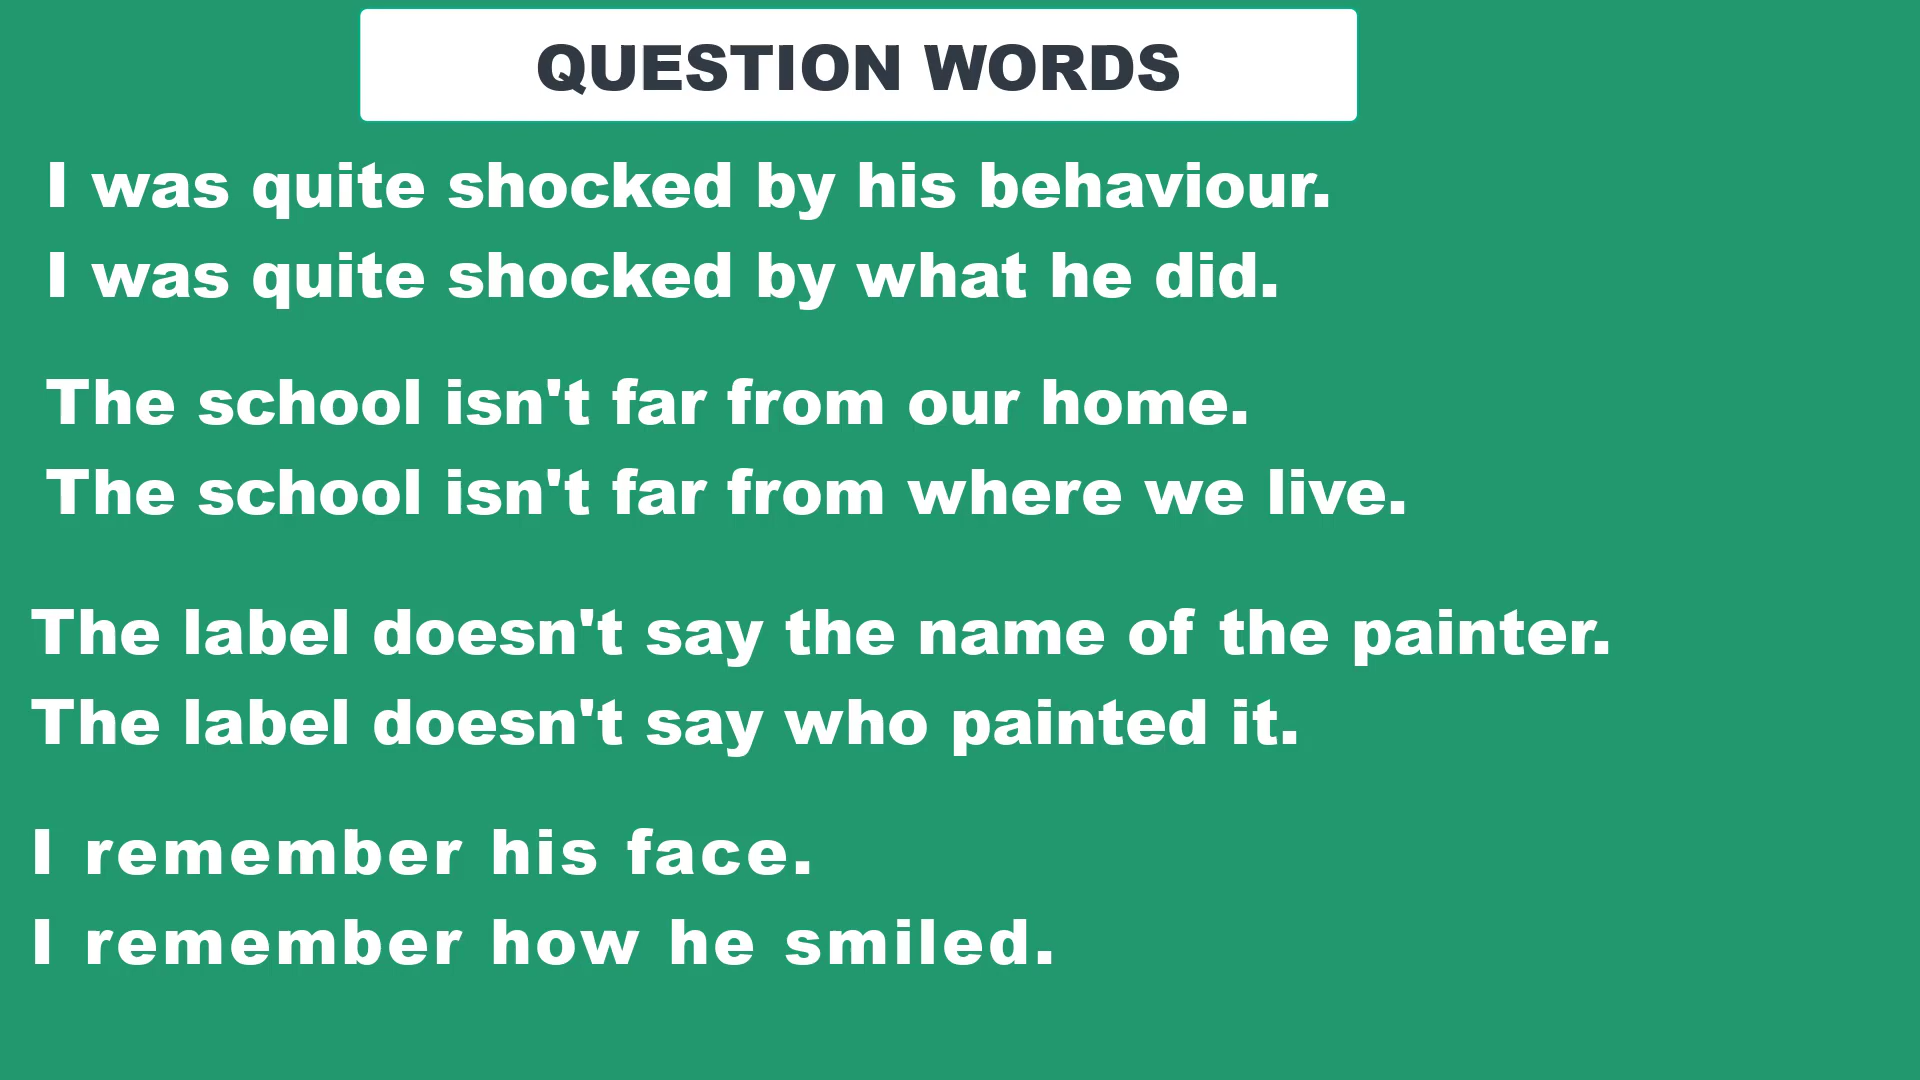 QUESTION WORDS
I was quite shocked by his behaviour.
I was quite shocked by what he did.
The school isn't far from our home.
The school isn't far from where we live.
The label doesn't say the name of the painter.
The label doesn't say who painted it.
I remember his face.
I remember how he smiled.